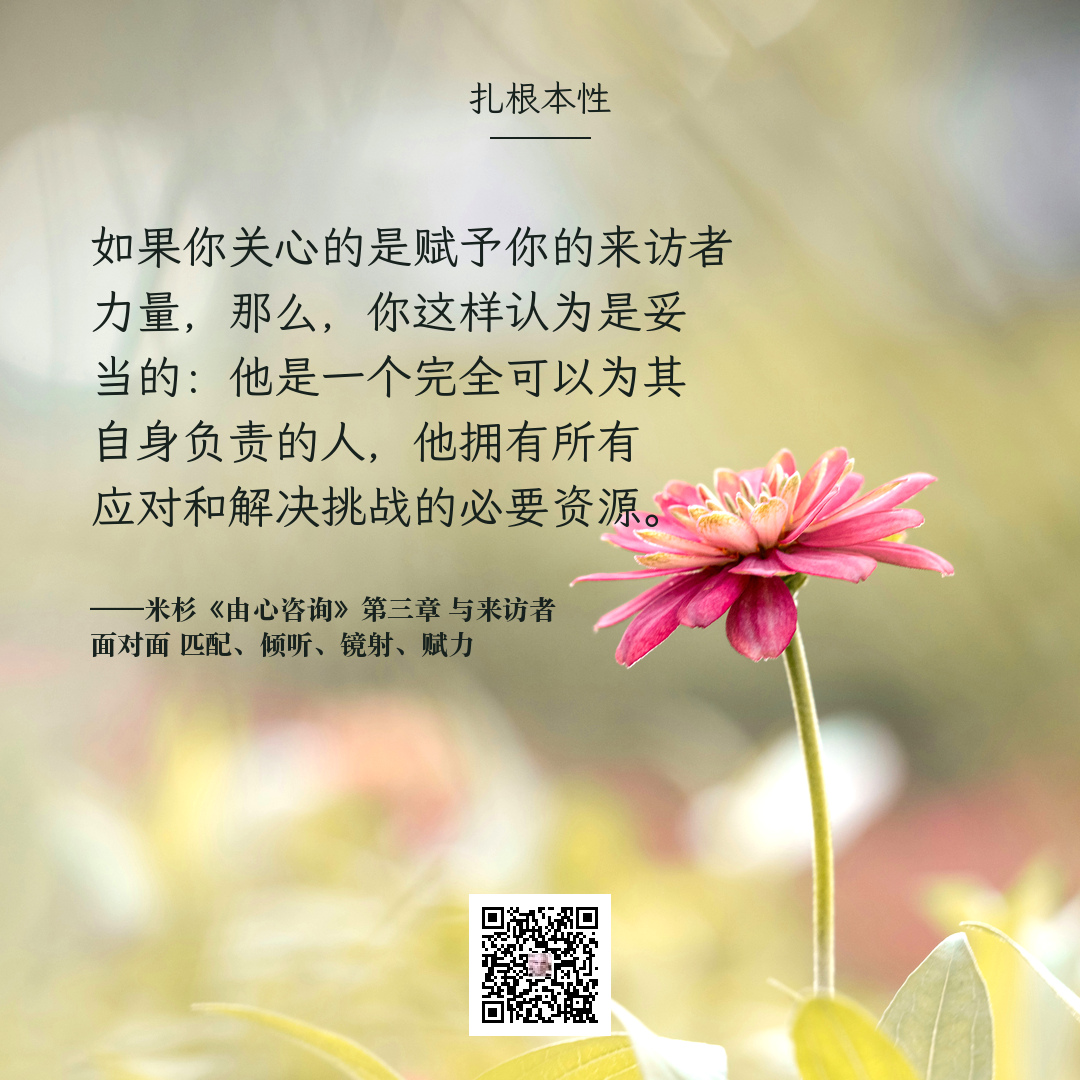 扎根本性
如果你关心的是赋予你的来访者
力量，那么，你这样认为是妥
当的：他是一个完全可以为其
自身负责的人，他拥有所有
应对和解决挑战的必要资源。
——米杉《由心咨询》第三章 与来访者
面对面 匹配、倾听、镜射、赋力